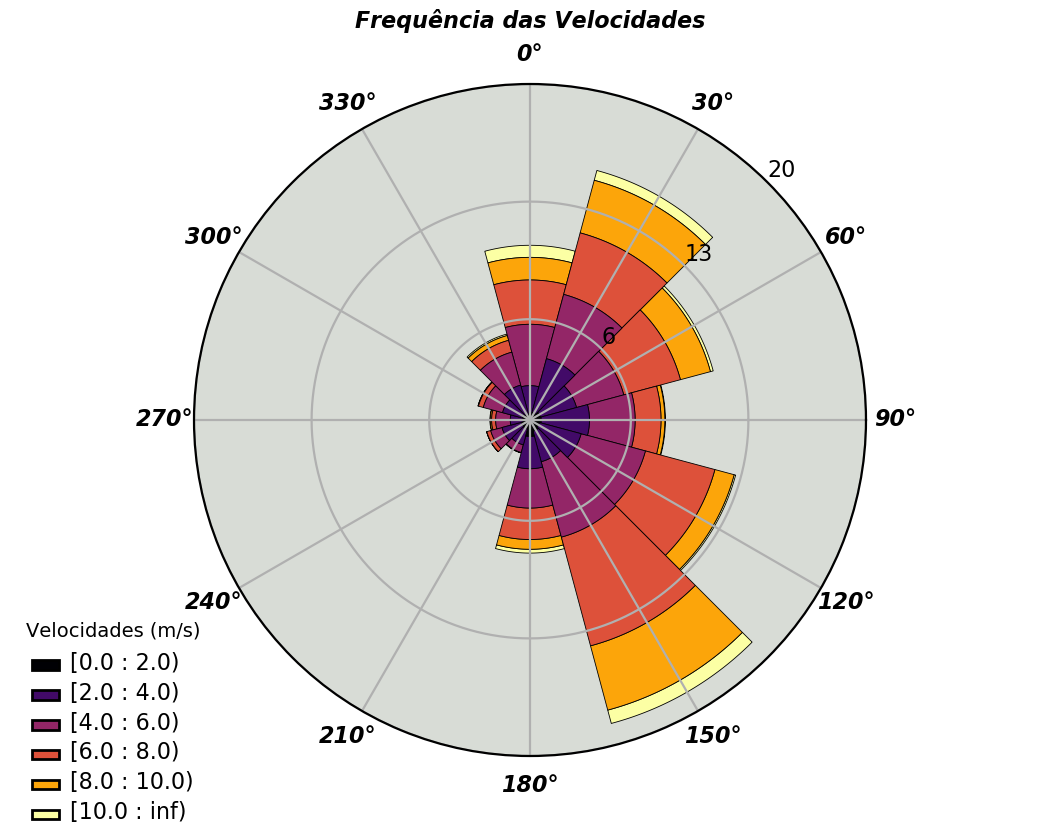 Frequência das Velocidades
0°
330°
30°
20
300°
60°
13
6
270°
90°
240°
120°
210°
150°
180°
Velocidades (m/s)
[0.0 : 2.0)
[2.0 : 4.0)
[4.0 : 6.0)
[6.0 : 8.0)
[8.0 : 10.0)
[10.0 : inf)